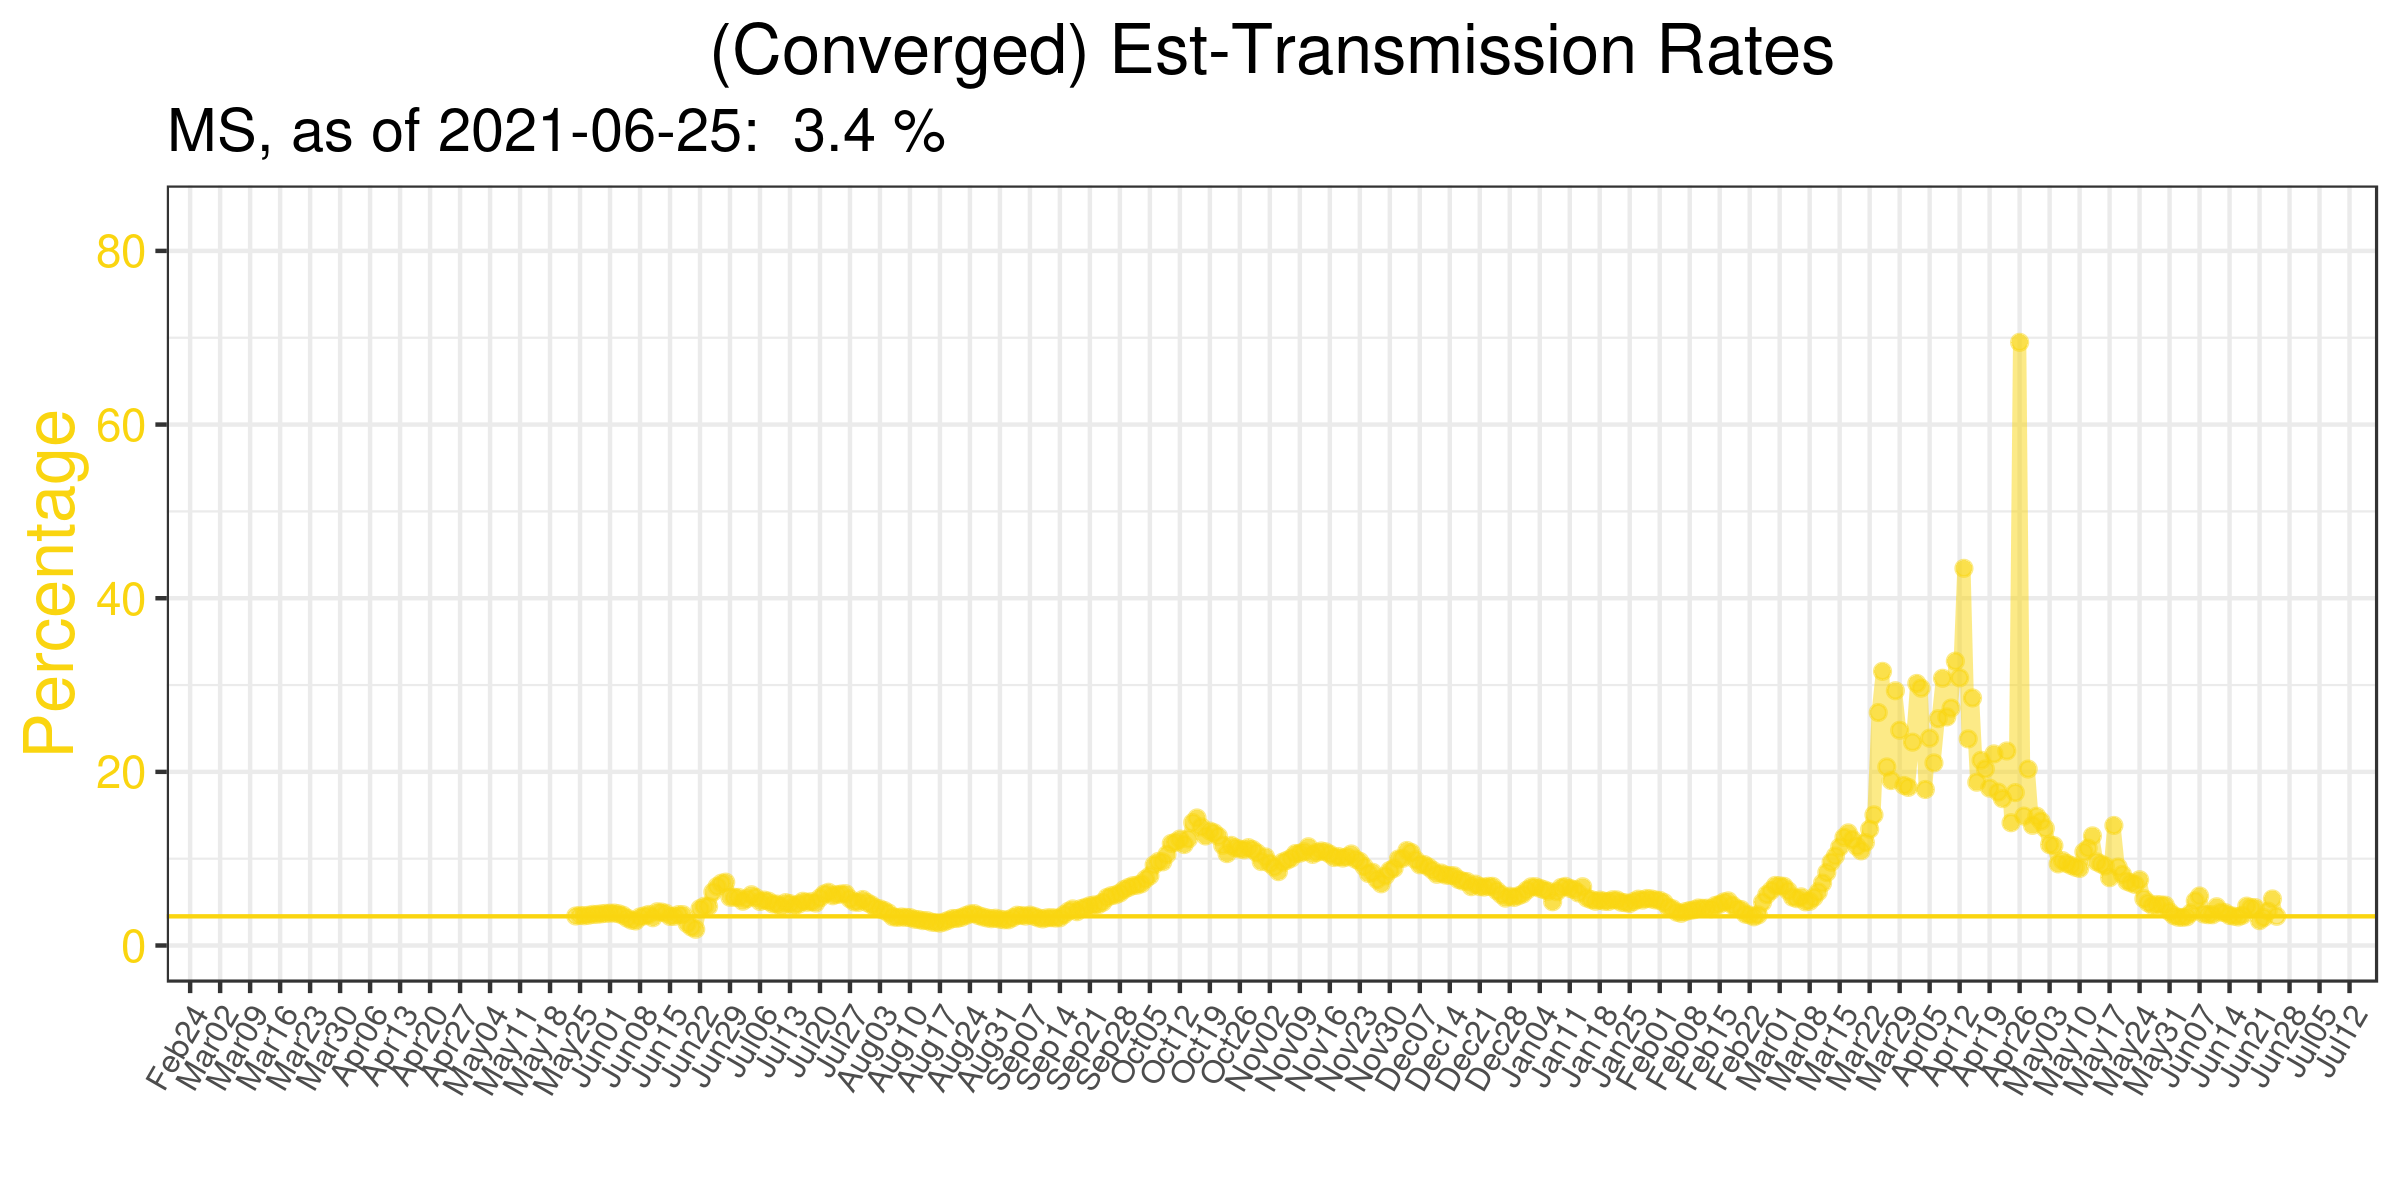 (Converged) Est-Transmission Rates
MS, as of 2021-06-25:  3.4 %
Percentage
80
60
40
20
0
Feb24
Mar02
Mar09
Mar16
Mar23
Mar30
Apr06
Apr13
Apr20
Apr27
May04
May11
May18
May25
Jun01
Jun08
Jun15
Jun22
Jun29
Jul06
Jul13
Jul20
Jul27
Aug03
Aug10
Aug17
Aug24
Aug31
Sep07
Sep14
Sep21
Sep28
Oct05
Oct12
Oct19
Oct26
Nov02
Nov09
Nov16
Nov23
Nov30
Dec07
Dec14
Dec21
Dec28
Jan04
Jan11
Jan18
Jan25
Feb01
Feb08
Feb15
Feb22
Mar01
Mar08
Mar15
Mar22
Mar29
Apr05
Apr12
Apr19
Apr26
May03
May10
May17
May24
May31
Jun07
Jun14
Jun21
Jun28
Jul05
Jul12